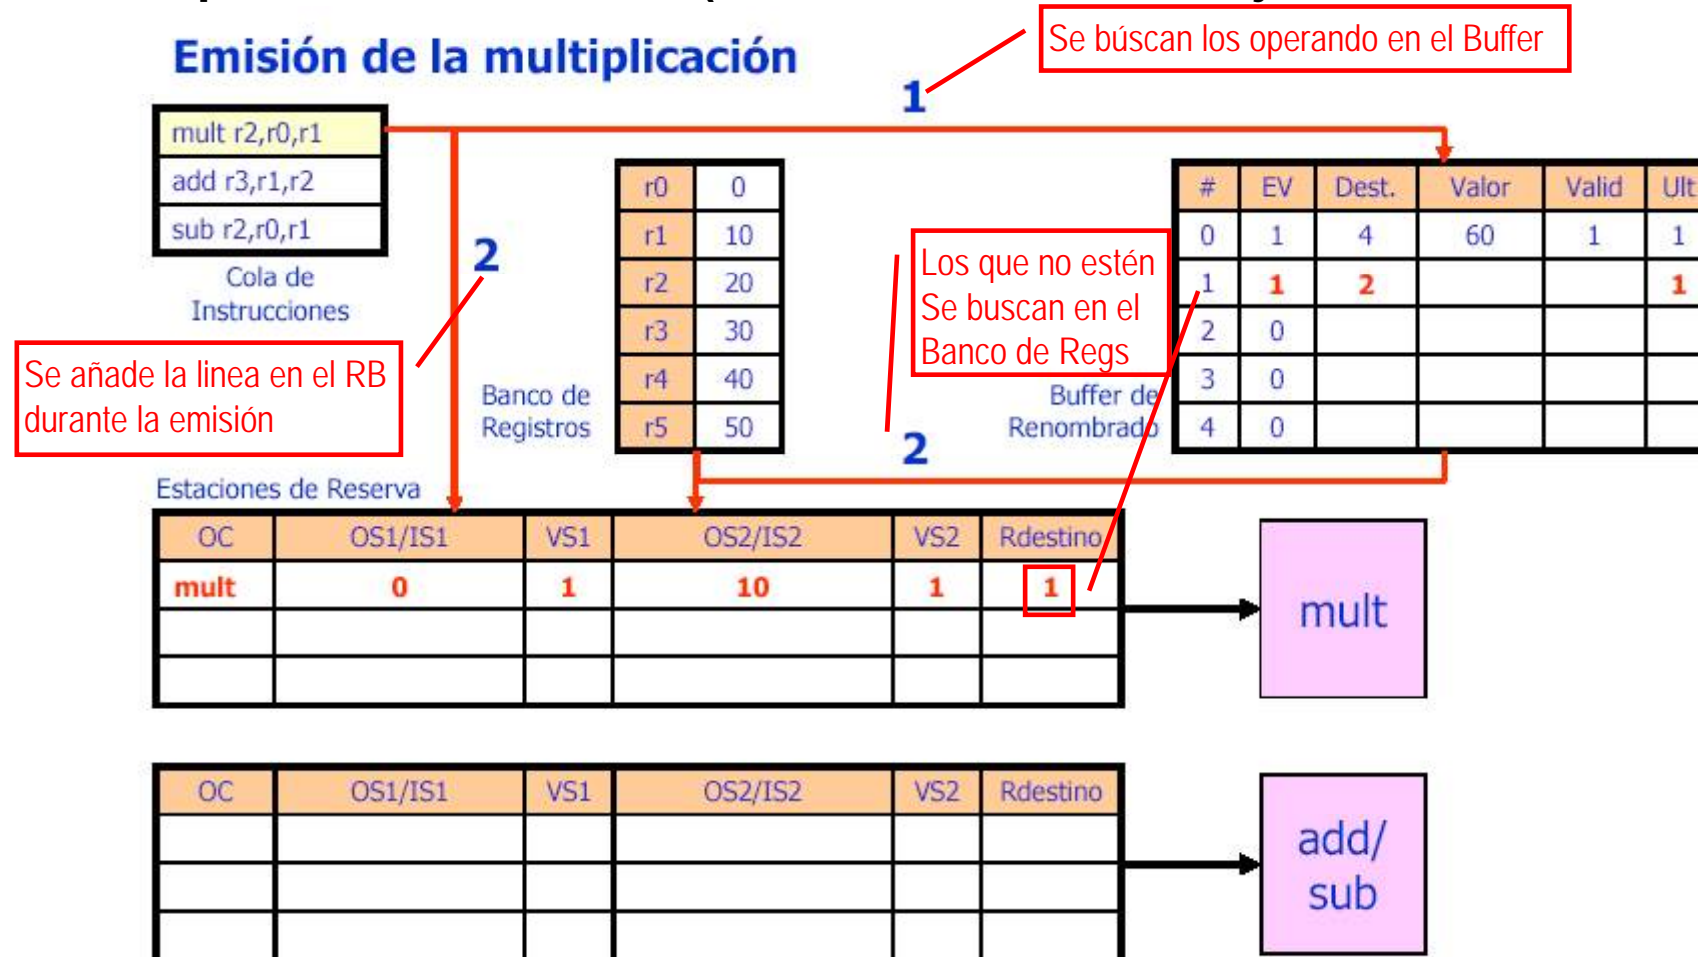 Se búscan los operando en el Buffer
Emisión de la multiplicación
1
mult r2,r0,r1
add r3,r1,r2
sub r2,r0,r1
Cola de
Instrucciones
2
r0 0
r1 10
r2 20
r3 30
r4 40
r5 50
Banco de
Registros
Los que no estén
Se buscan en el
Banco de Regs
# EV Dest. Valor Valid Ult
0 1 4 60 1 1
1 1 2 1
2 0
3 0
4 0
Buffer de
Renombrado
Se añade la linea en el RB
durante la emisión
2
Estaciones de Reserva
OC OS1/IS1 VS1 OS2/IS2 VS2 Rdestino
mult 0 1 10 1 1
mult
OC OS1/IS1 VS1 OS2/IS2 VS2 Rdestino
add/
sub